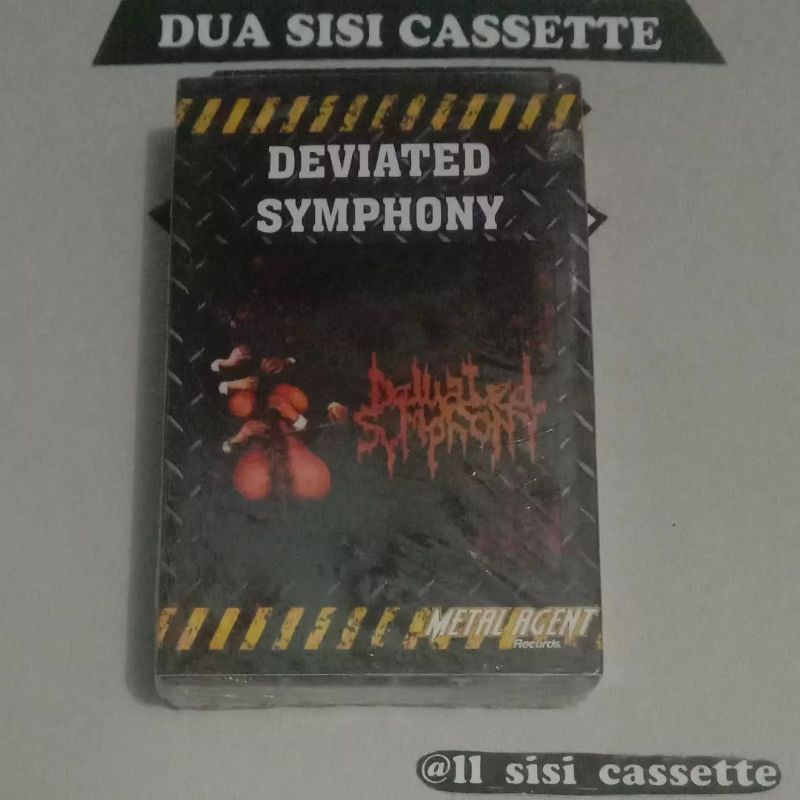 DUA SISI CASSETTE
DEVIATED
SYMPHONY
Deviated
Symphony
METAL AGENT
Records
@11_sisi_cassette